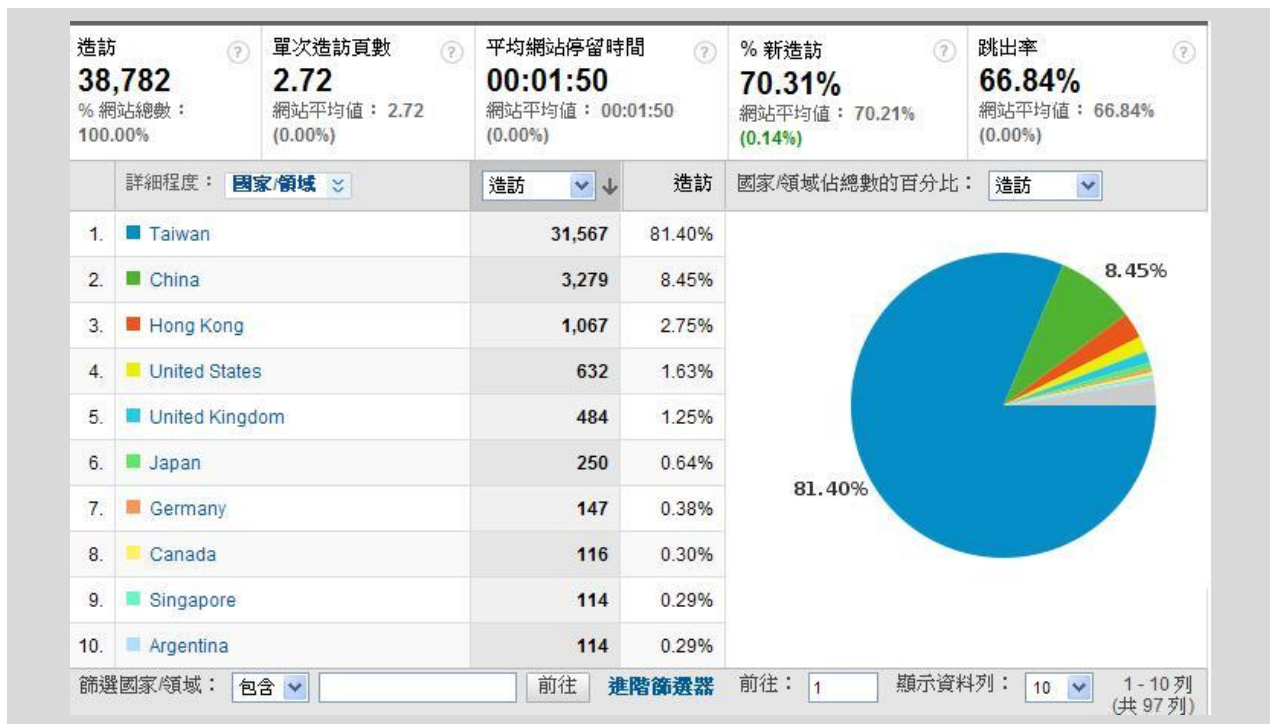 造訪
38,782
% 網站總數：
100.00%
單次造訪頁數
2.72
網站平均值： 2.72
(0.00%)
平均網站停留時間
00:01:50
網站平均值： 00:01:50
(0.00%)
% 新造訪
70.31%
網站平均值： 70.21%
(0.14%)
跳出率
66.84%
網站平均值： 66.84%
(0.00%)
詳細程度： 國家/領域 造訪 造訪 國家/領域佔總數的百分比： 造訪
1. Taiwan 31,567 81.40%
2. China 3,279 8.45%
3. Hong Kong 1,067 2.75%
4. United States 632 1.63%
5. United Kingdom 484 1.25%
6. Japan 250 0.64%
7. Germany 147 0.38%
8. Canada 116 0.30%
9. Singapore 114 0.29%
10. Argentina 114 0.29%
8.45%
81.40%
篩選國家/領域： 包含 前往 進階篩選器 前往： 1 顯示資料列： 10 1 - 10 列
(共 97 列)